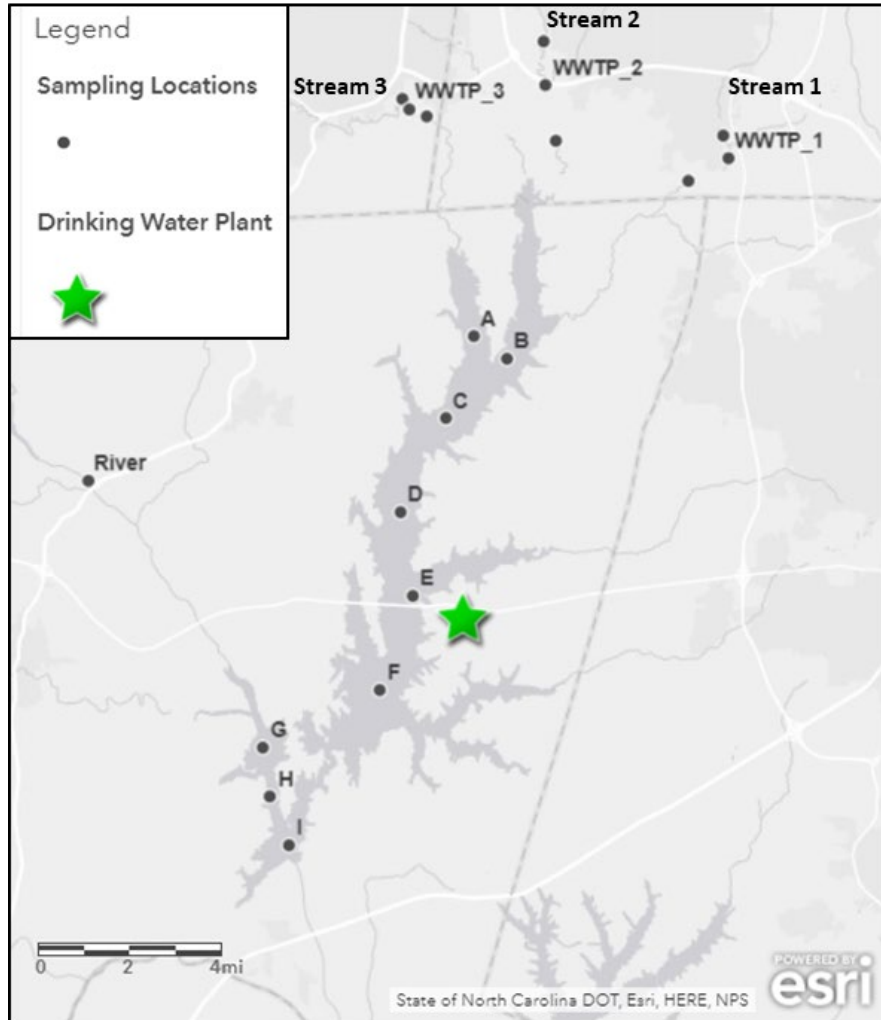 Legend
Sampling Locations
Drinking Water Plant
Stream 2
WWTP_2
Stream 3
WWTP_3
Stream 1
WWTP_1
A
B
C
River
D
E
F
G
H
I
0 2 4mi
State of North Carolina DOT, Esri, HERE, NPS
POWERED BY
esri